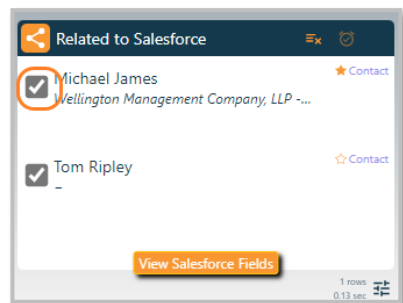 Related to Salesforce
Michael James
Contact
Wellington Management Company, LLP -...
Tom Ripley
Contact
–
View Salesforce Fields
1 rows
0.13 sec